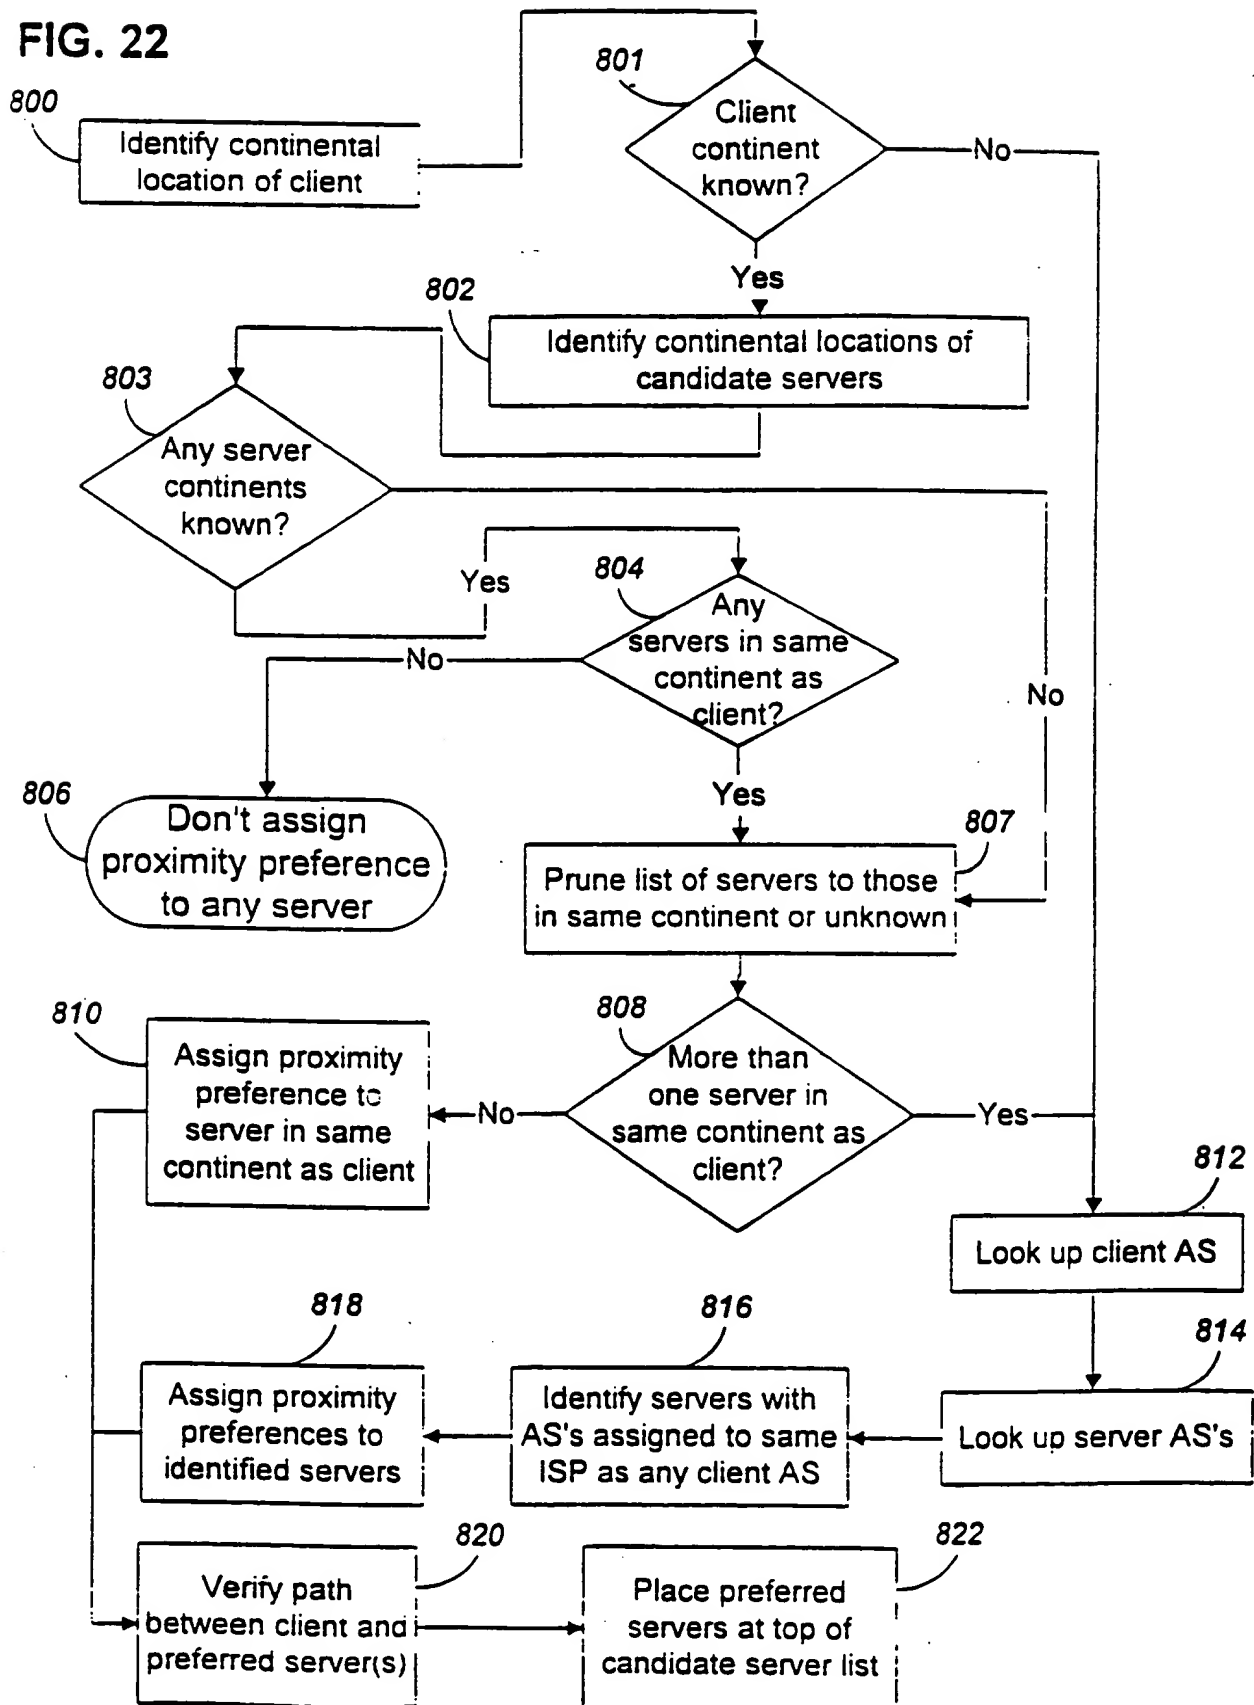 FIG. 22
800
Identify continental
location of client
801
Client
continent
known?
No
Yes
802
Identify continental locations of
candidate servers
803
Any server
continents
known?
Yes
No
804
Any
servers in same
continent as
client?
No
Yes
806
Don't assign
proximity preference
to any server
807
Prune list of servers to those
in same continent or unknown
808
More than
one server in
same continent as
client?
No
Yes
810
Assign proximity
preference to
server in same
continent as client
812
Look up client AS
814
Look up server AS's
816
Identify servers with
AS's assigned to same
ISP as any client AS
818
Assign proximity
preferences to
identified servers
820
Verify path
between client and
preferred server(s)
822
Place preferred
servers at top of
candidate server list